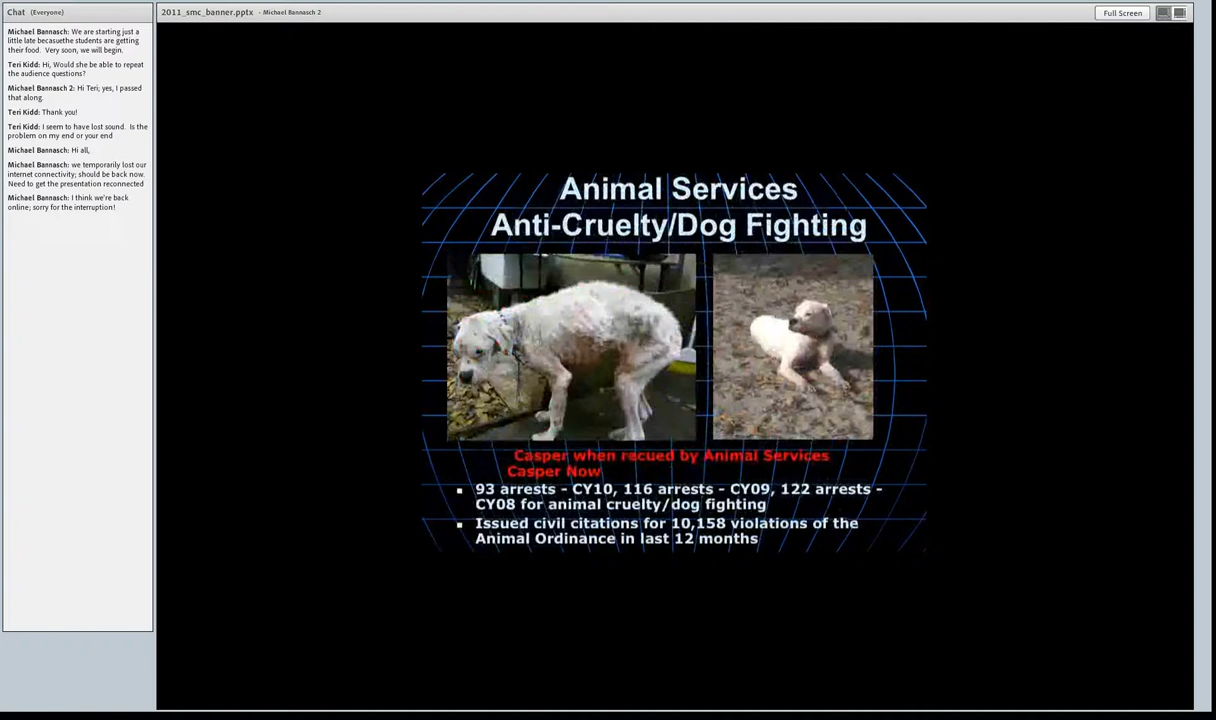 Chat (Everyone)
2011_smc_banner.pptx - Michael Bannasch 2
Full Screen
Michael Bannasch: We are starting just a
little late becasuethe students are getting
their food. Very soon, we will begin.
Teri Kidd: Hi, Would she be able to repeat
the audience questions?
Michael Bannasch 2: Hi Teri; yes, I passed
that along.
Teri Kidd: Thank you!
Teri Kidd: I seem to have lost sound. Is the
problem on my end or your end
Michael Bannasch: Hi all,
Michael Bannasch: we temporarily lost our
internet connectivity; should be back now.
Need to get the presentation reconnected
Michael Bannasch: I think we're back
online; sorry for the interruption!
Animal Services
Anti-Cruelty/Dog Fighting
Casper when recued by Animal Services
Casper Now
93 arrests - CY10, 116 arrests - CY09, 122 arrests -
CY08 for animal cruelty/dog fighting
Issued civil citations for 10,158 violations of the
Animal Ordinance in last 12 months